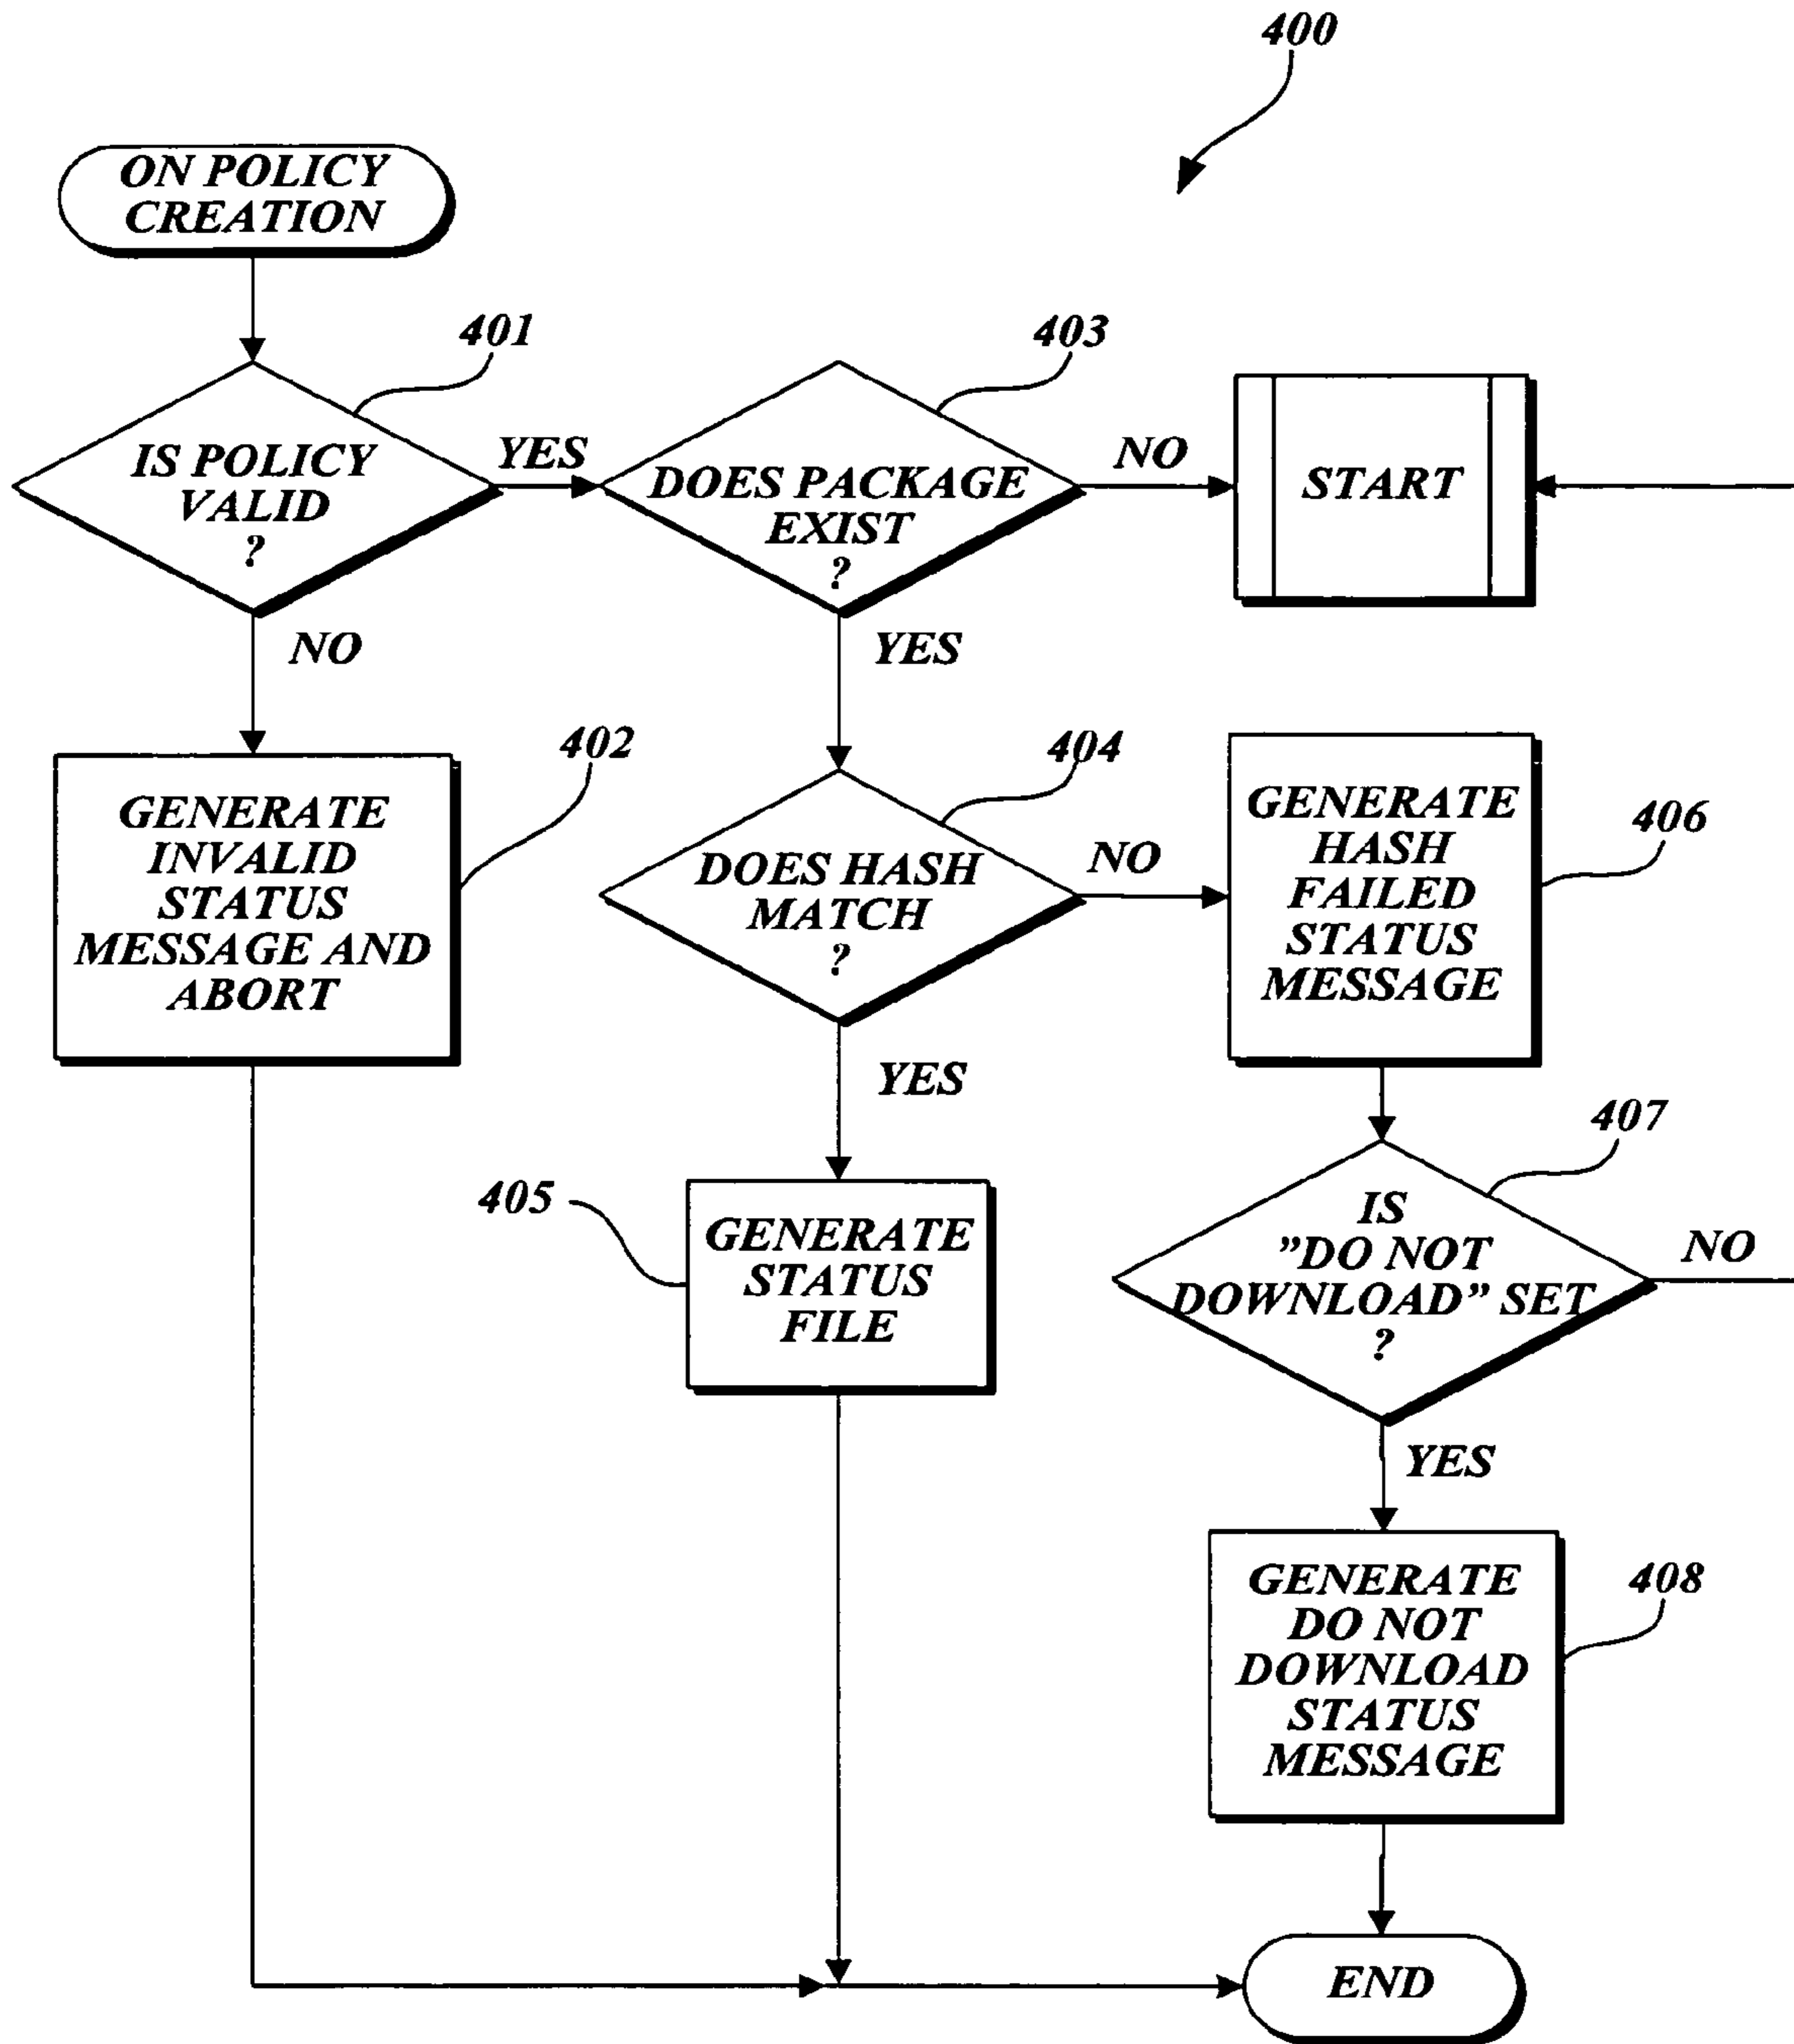 400
ON POLICY
CREATION
401
IS POLICY
VALID
?
YES
NO
403
DOES PACKAGE
EXIST
?
NO
YES
START
402
GENERATE
INVALID
STATUS
MESSAGE AND
ABORT
404
DOES HASH
MATCH
?
NO
YES
406
GENERATE
HASH
FAILED
STATUS
MESSAGE
405
GENERATE
STATUS
FILE
407
IS
”DO NOT
DOWNLOAD” SET
?
NO
YES
408
GENERATE
DO NOT
DOWNLOAD
STATUS
MESSAGE
END